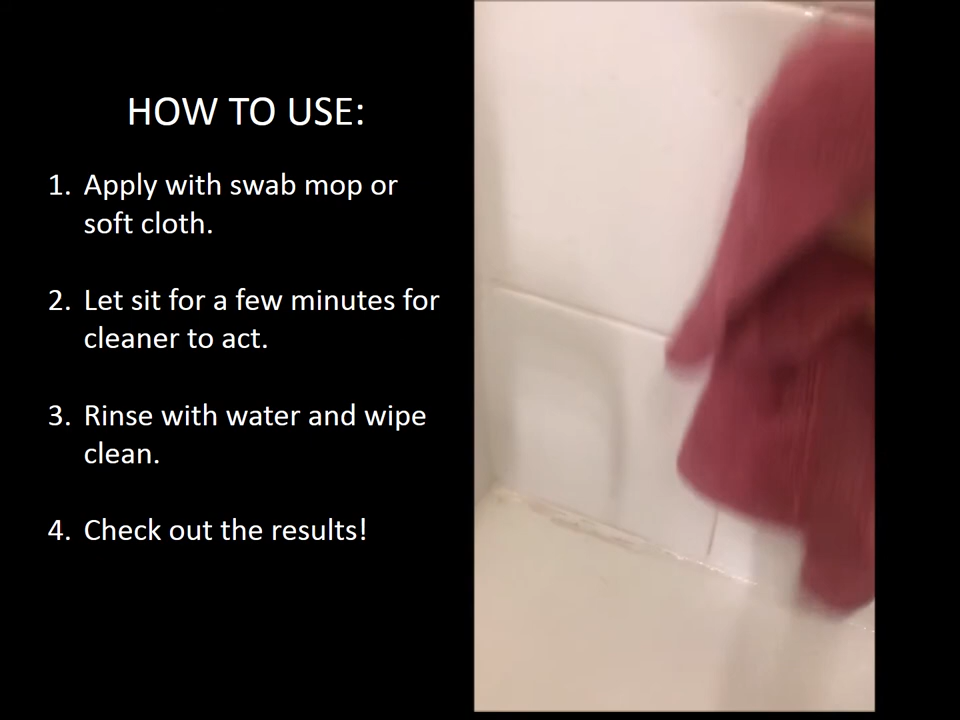 HOW TO USE:
1. Apply with swab mop or
soft cloth.
2. Let sit for a few minutes for
cleaner to act.
3. Rinse with water and wipe
clean.
4. Check out the results!